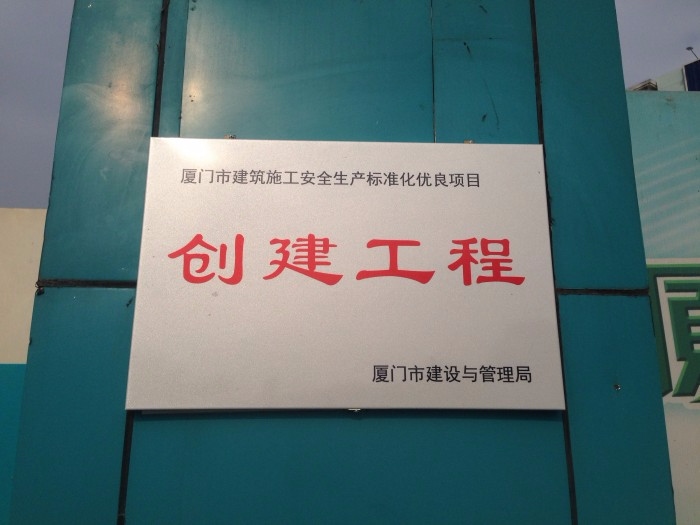 厦门市建筑施工安全生产标准化优良项目
创建工程
厦门市建设与管理局